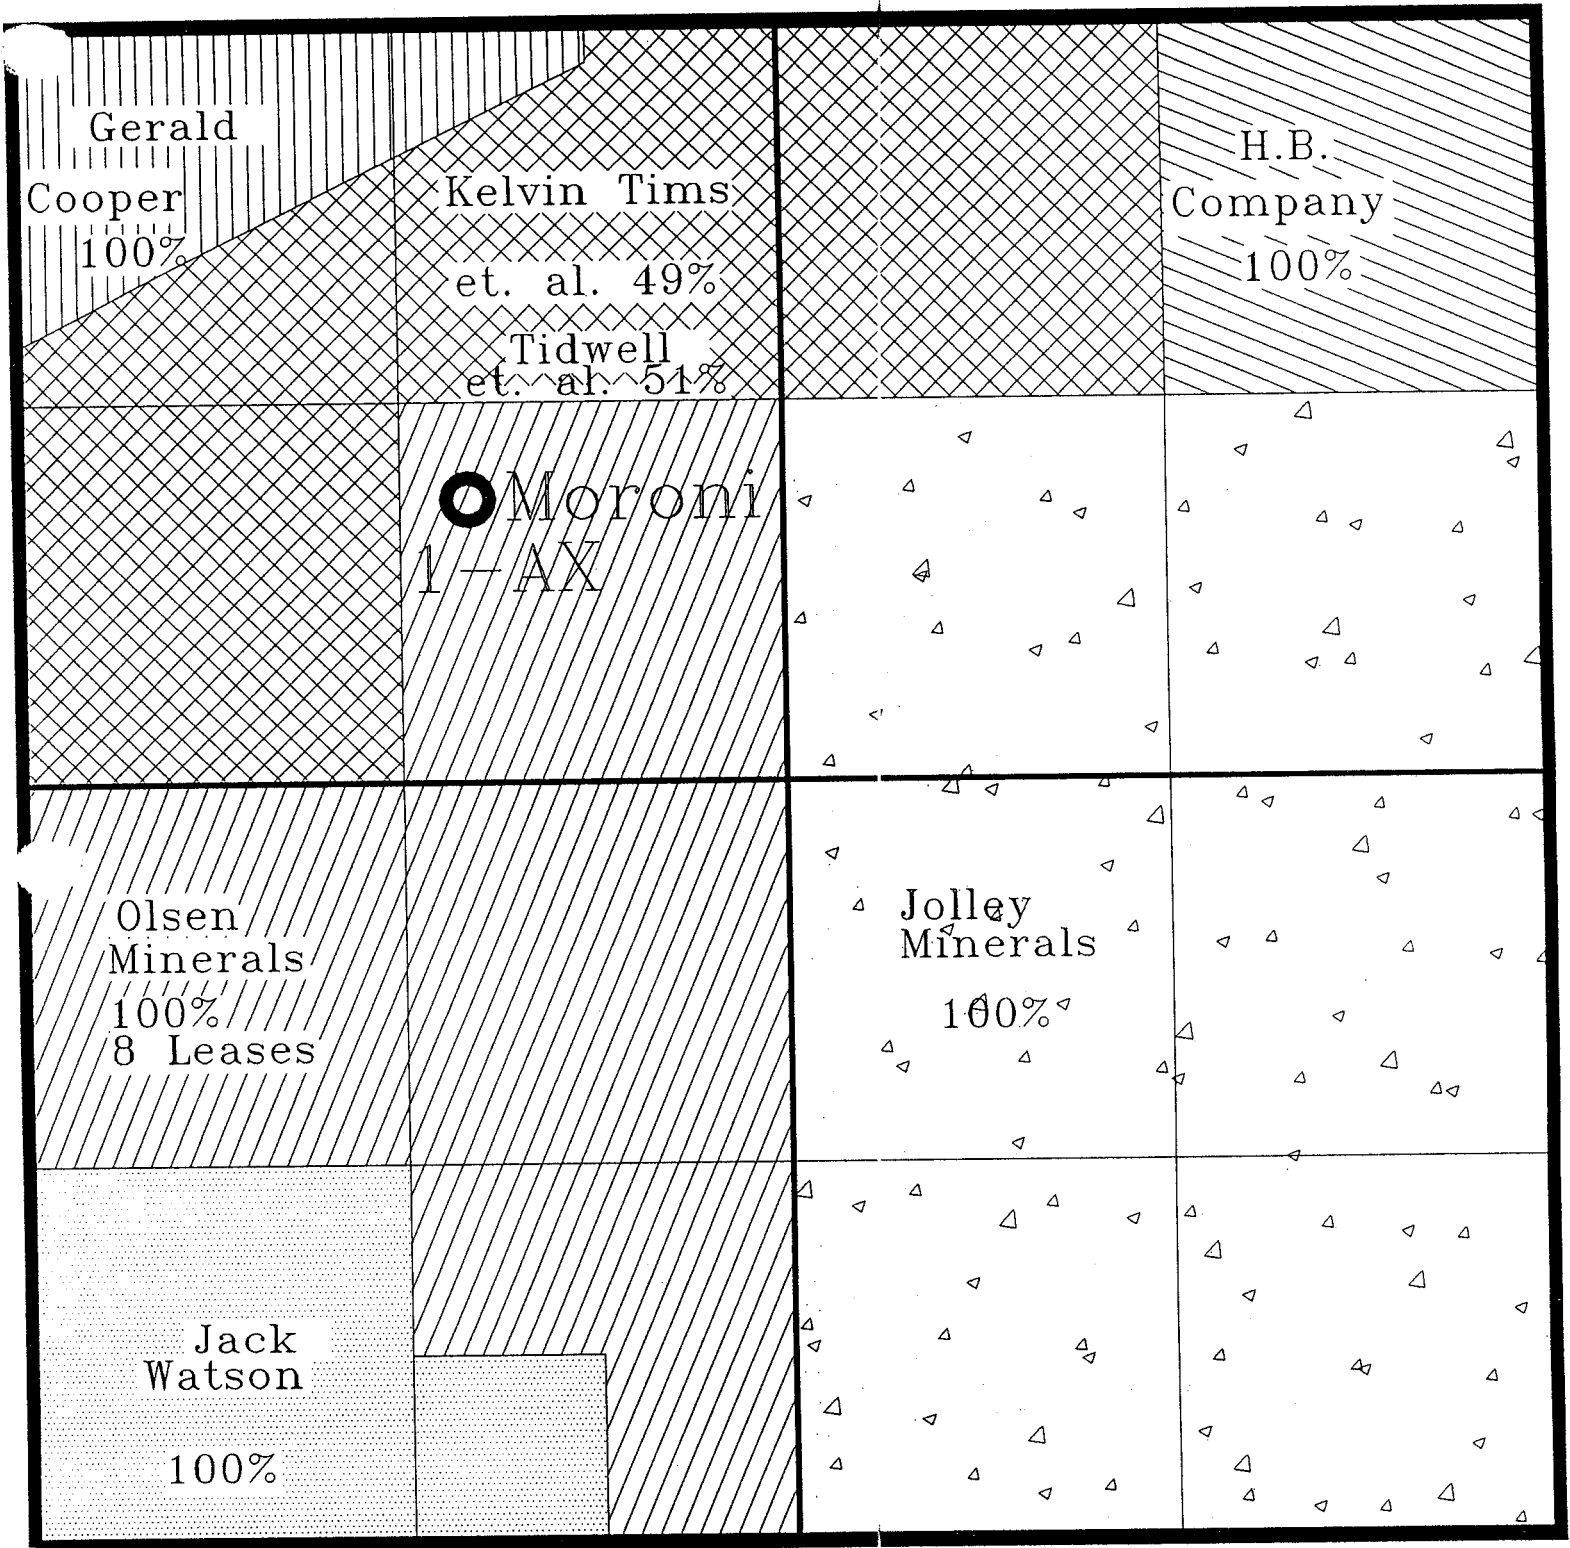 Gerald
Cooper
100%
Kelvin Tims
et. al. 49%
Tidwell
et. al. 51%
H.B.
Company
100%
Moroni
1-AX
Olsen
Minerals
100%
8 Leases
Jolley
Minerals
100%
Jack
Watson
100%